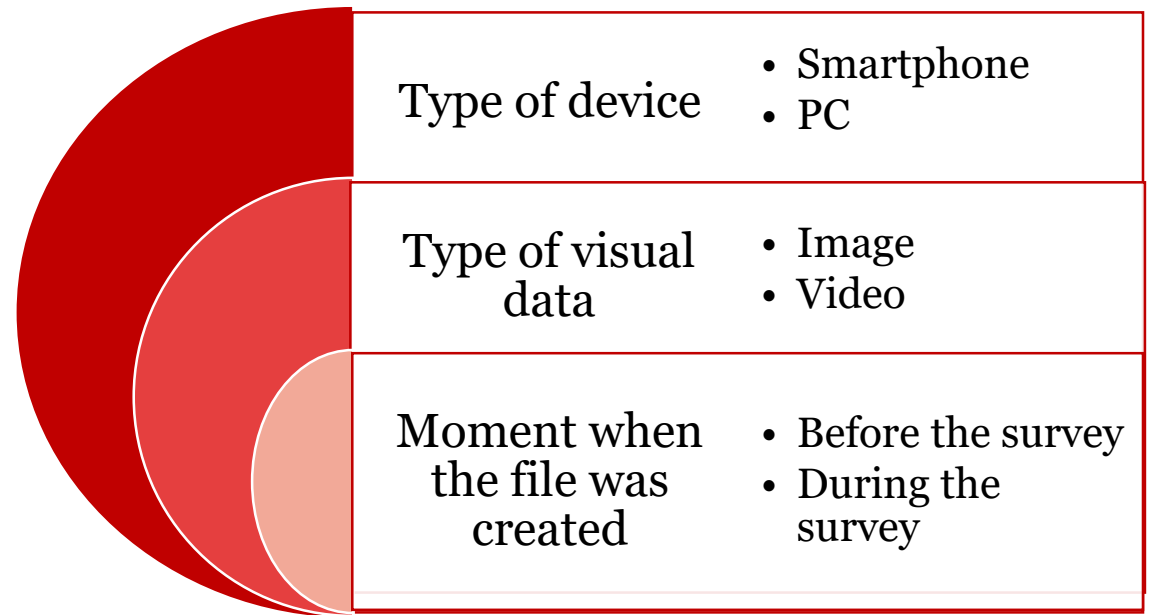 Type of device
• Smartphone
• PC
Type of visual
data
• Image
• Video
Moment when
the file was
created
• Before the survey
• During the
survey